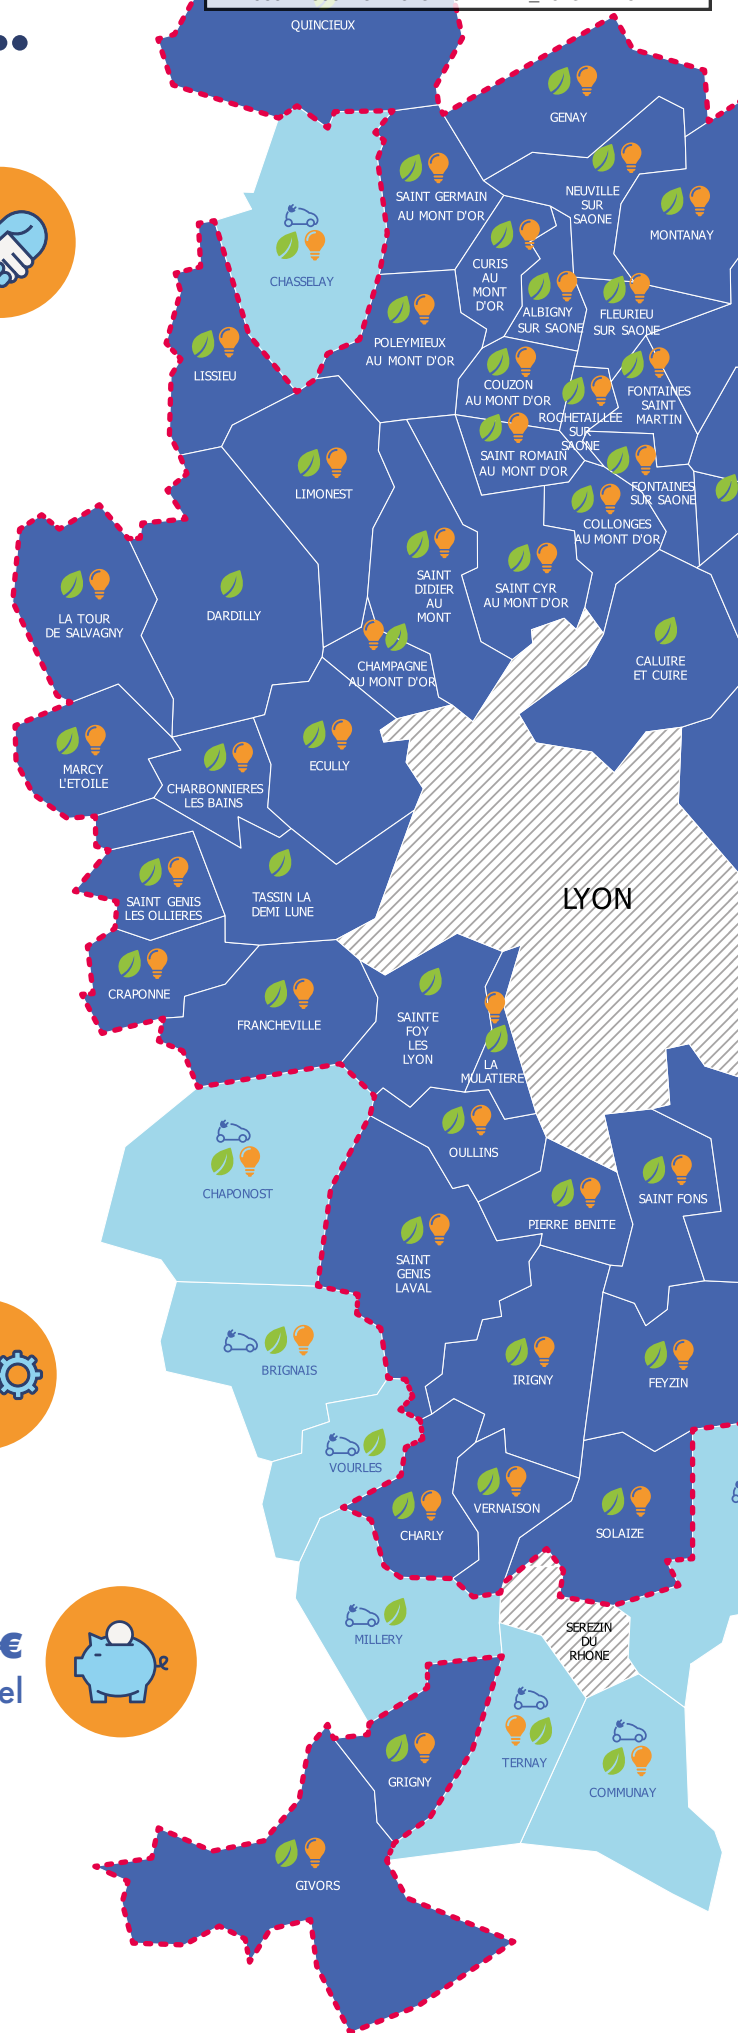 QUINCIEUX
GENAY
SAINT GERMAIN
AU MONT D'OR
NEUVILLE
SUR
SAONE
MONTANAY
CHASSELAY
CURIS
AU
MONT
D'OR
ALBIGNY
SUR SAONE
FLEURIEU
SUR SAONE
POLEYMIEUX
AU MONT D'OR
LISSIEU
COUZON
AU MONT D'OR
FONTAINES
SAINT
MARTIN
ROCHETAILLEE
SUR
SAONE
SAINT ROMAIN
AU MONT D'OR
LIMONEST
FONTAINES
SUR SAONE
COLLONGES
AU MONT D'OR
SAINT
DIDIER
AU
MONT
SAINT CYR
AU MONT D'OR
LA TOUR
DE SALVAGNY
DARDILLY
CHAMPAGNE
AU MONT D'OR
CALUIRE
ET CUIRE
MARCY
L'ETOILE
CHARBONNIERES
LES BAINS
ECULLY
SAINT GENIS
LES OLLIERES
TASSIN LA
DEMI LUNE
LYON
CRAPONNE
FRANCHEVILLE
SAINTE
FOY
LES
LYON
LA
MULATIERE
OULLINS
CHAPONOST
SAINT FONS
PIERRE BENITE
SAINT
GENIS
LAVAL
BRIGNAIS
IRIGNY
FEYZIN
VOURLES
CHARLY
VERNAISON
SOLAIZE
MILLERY
SEREZIN
DU
RHONE
€
el
TERNAY
COMMUNAY
GRIGNY
GIVORS